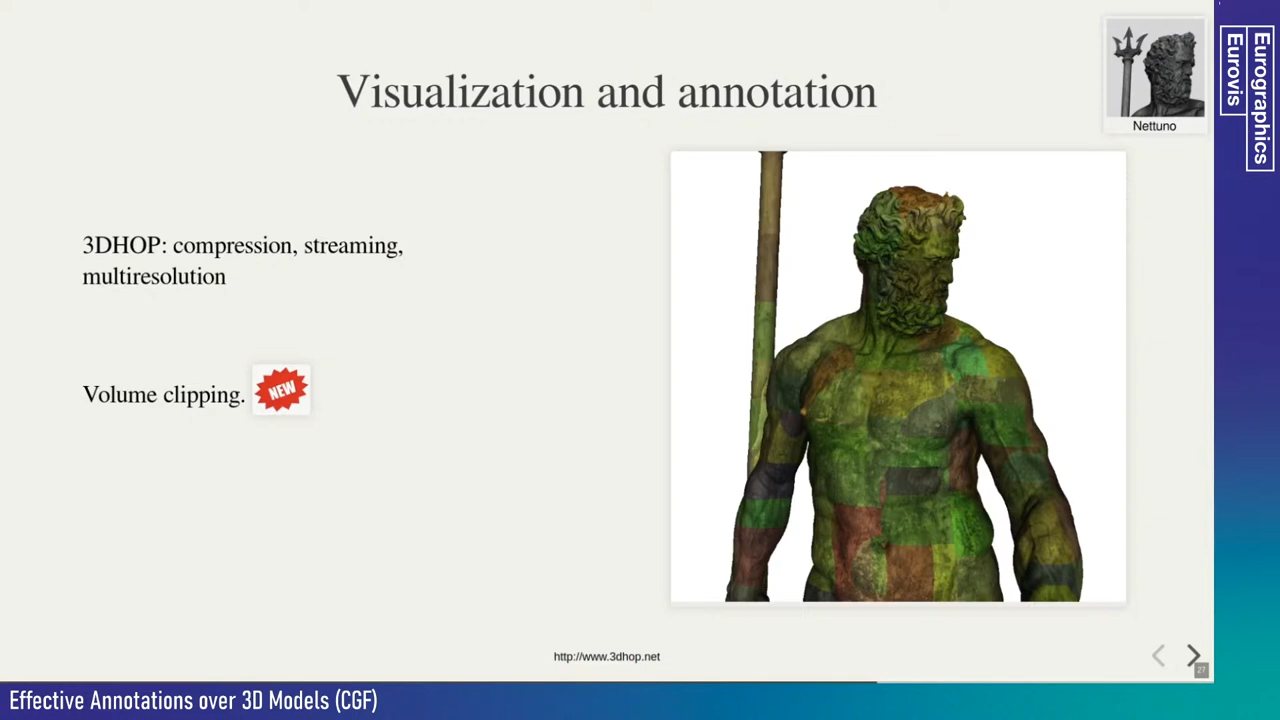 Visualization and annotation
Nettuno
3DHOP: compression, streaming,
multiresolution
Volume clipping.
NEW
http://www.3dhop.net
27
Effective Annotations over 3D Models (CGF)
Eurographics
Eurovis